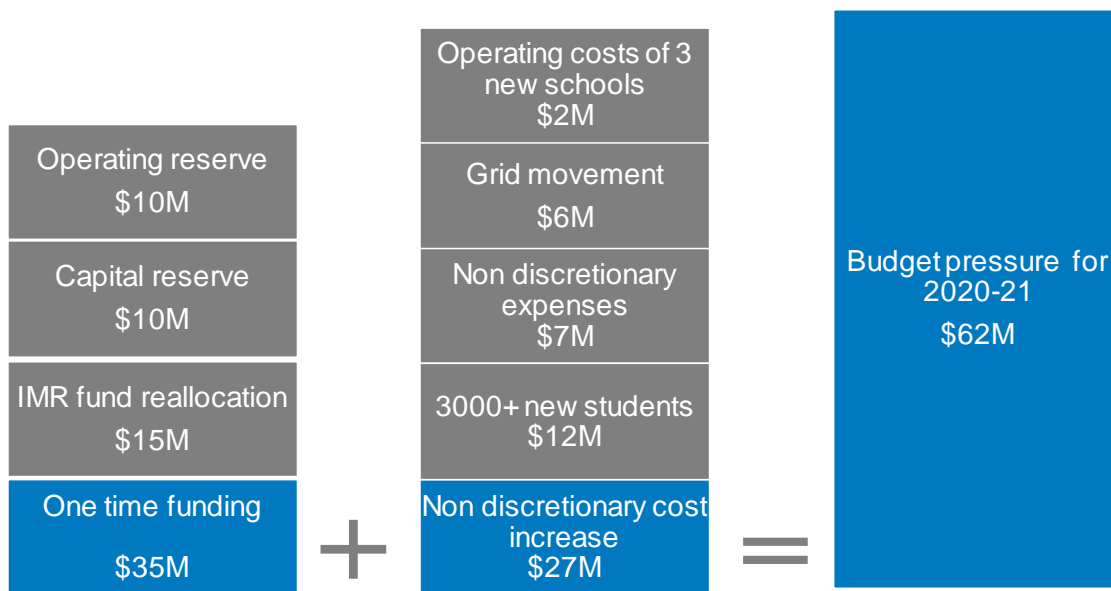 Operating reserve
$10M
Capital reserve
$10M
IMR fund reallocation
$15M
One time funding
$35M
+
Operating costs of 3
new schools
$2M
Grid movement
$6M
Non discretionary
expenses
$7M
3000+ new students
$12M
Non discretionary cost
increase
$27M
=
Budget pressure for
2020-21
$62M